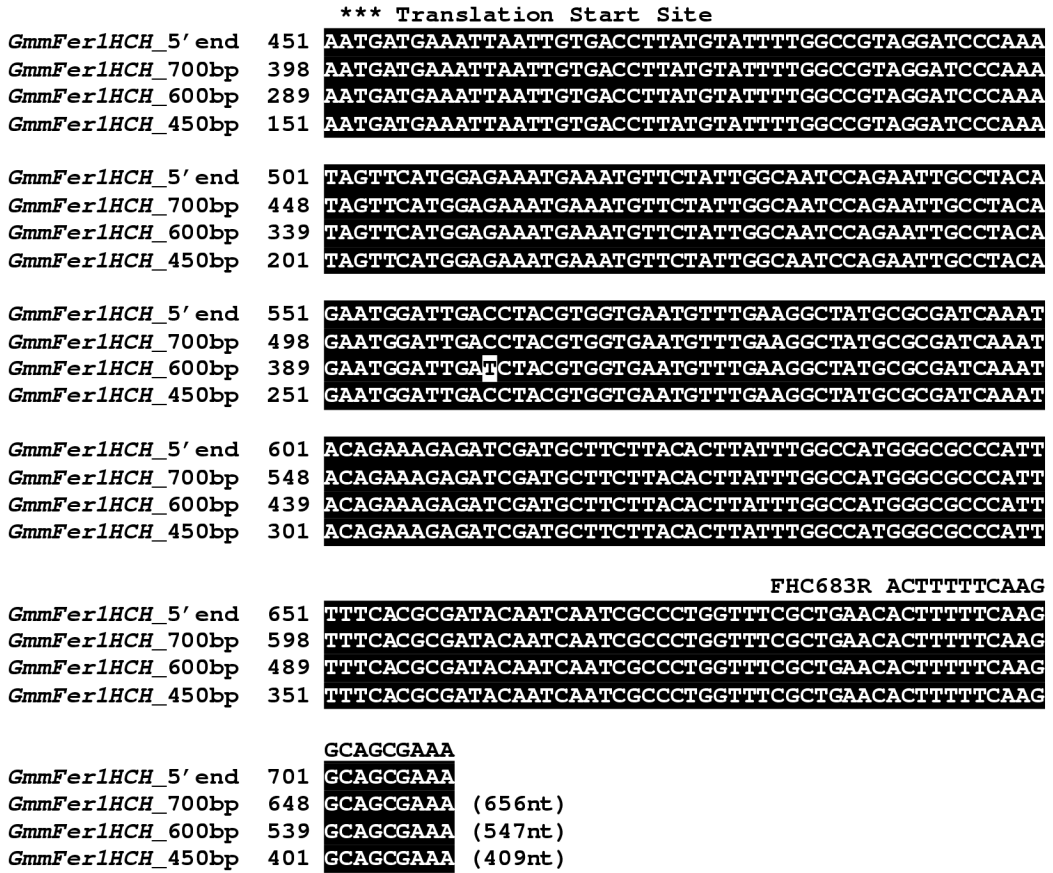 *** Translation Start Site
GmmFer1HCH_5’end 451 AATGATGAAATTAATTGTGACCTTATGTATTTTGGCCGTAGGATCCCAAA
GmmFer1HCH_700bp 398 AATGATGAAATTAATTGTGACCTTATGTATTTTGGCCGTAGGATCCCAAA
GmmFer1HCH_600bp 289 AATGATGAAATTAATTGTGACCTTATGTATTTTGGCCGTAGGATCCCAAA
GmmFer1HCH_450bp 151 AATGATGAAATTAATTGTGACCTTATGTATTTTGGCCGTAGGATCCCAAA
GmmFer1HCH_5’end 501 TAGTTCATGGAGAAATGAAATGTTCTATTGGCAATCCAGAATTGCCTACA
GmmFer1HCH_700bp 448 TAGTTCATGGAGAAATGAAATGTTCTATTGGCAATCCAGAATTGCCTACA
GmmFer1HCH_600bp 339 TAGTTCATGGAGAAATGAAATGTTCTATTGGCAATCCAGAATTGCCTACA
GmmFer1HCH_450bp 201 TAGTTCATGGAGAAATGAAATGTTCTATTGGCAATCCAGAATTGCCTACA
GmmFer1HCH_5’end 551 GAATGGATTGACCTACGTGGTGAATGTTTGAAGGCTATGCGCGATCAAAT
GmmFer1HCH_700bp 498 GAATGGATTGACCTACGTGGTGAATGTTTGAAGGCTATGCGCGATCAAAT
GmmFer1HCH_600bp 389 GAATGGATTGATCTACGTGGTGAATGTTTGAAGGCTATGCGCGATCAAAT
GmmFer1HCH_450bp 251 GAATGGATTGACCTACGTGGTGAATGTTTGAAGGCTATGCGCGATCAAAT
GmmFer1HCH_5’end 601 ACAGAAAGAGATCGATGCTTCTTACACTTATTTGGCCATGGGCGCCCATT
GmmFer1HCH_700bp 548 ACAGAAAGAGATCGATGCTTCTTACACTTATTTGGCCATGGGCGCCCATT
GmmFer1HCH_600bp 439 ACAGAAAGAGATCGATGCTTCTTACACTTATTTGGCCATGGGCGCCCATT
GmmFer1HCH_450bp 301 ACAGAAAGAGATCGATGCTTCTTACACTTATTTGGCCATGGGCGCCCATT
FHC683R ACTTTTTCAAG
GmmFer1HCH_5’end 651 TTTCACGCGATACAATCAATCGCCCTGGTTTCGCTGAACACTTTTTCAAG
GmmFer1HCH_700bp 598 TTTCACGCGATACAATCAATCGCCCTGGTTTCGCTGAACACTTTTTCAAG
GmmFer1HCH_600bp 489 TTTCACGCGATACAATCAATCGCCCTGGTTTCGCTGAACACTTTTTCAAG
GmmFer1HCH_450bp 351 TTTCACGCGATACAATCAATCGCCCTGGTTTCGCTGAACACTTTTTCAAG
GCAGCGAAA
GmmFer1HCH_5’end 701 GCAGCGAAA
GmmFer1HCH_700bp 648 GCAGCGAAA (656nt)
GmmFer1HCH_600bp 539 GCAGCGAAA (547nt)
GmmFer1HCH_450bp 401 GCAGCGAAA (409nt)